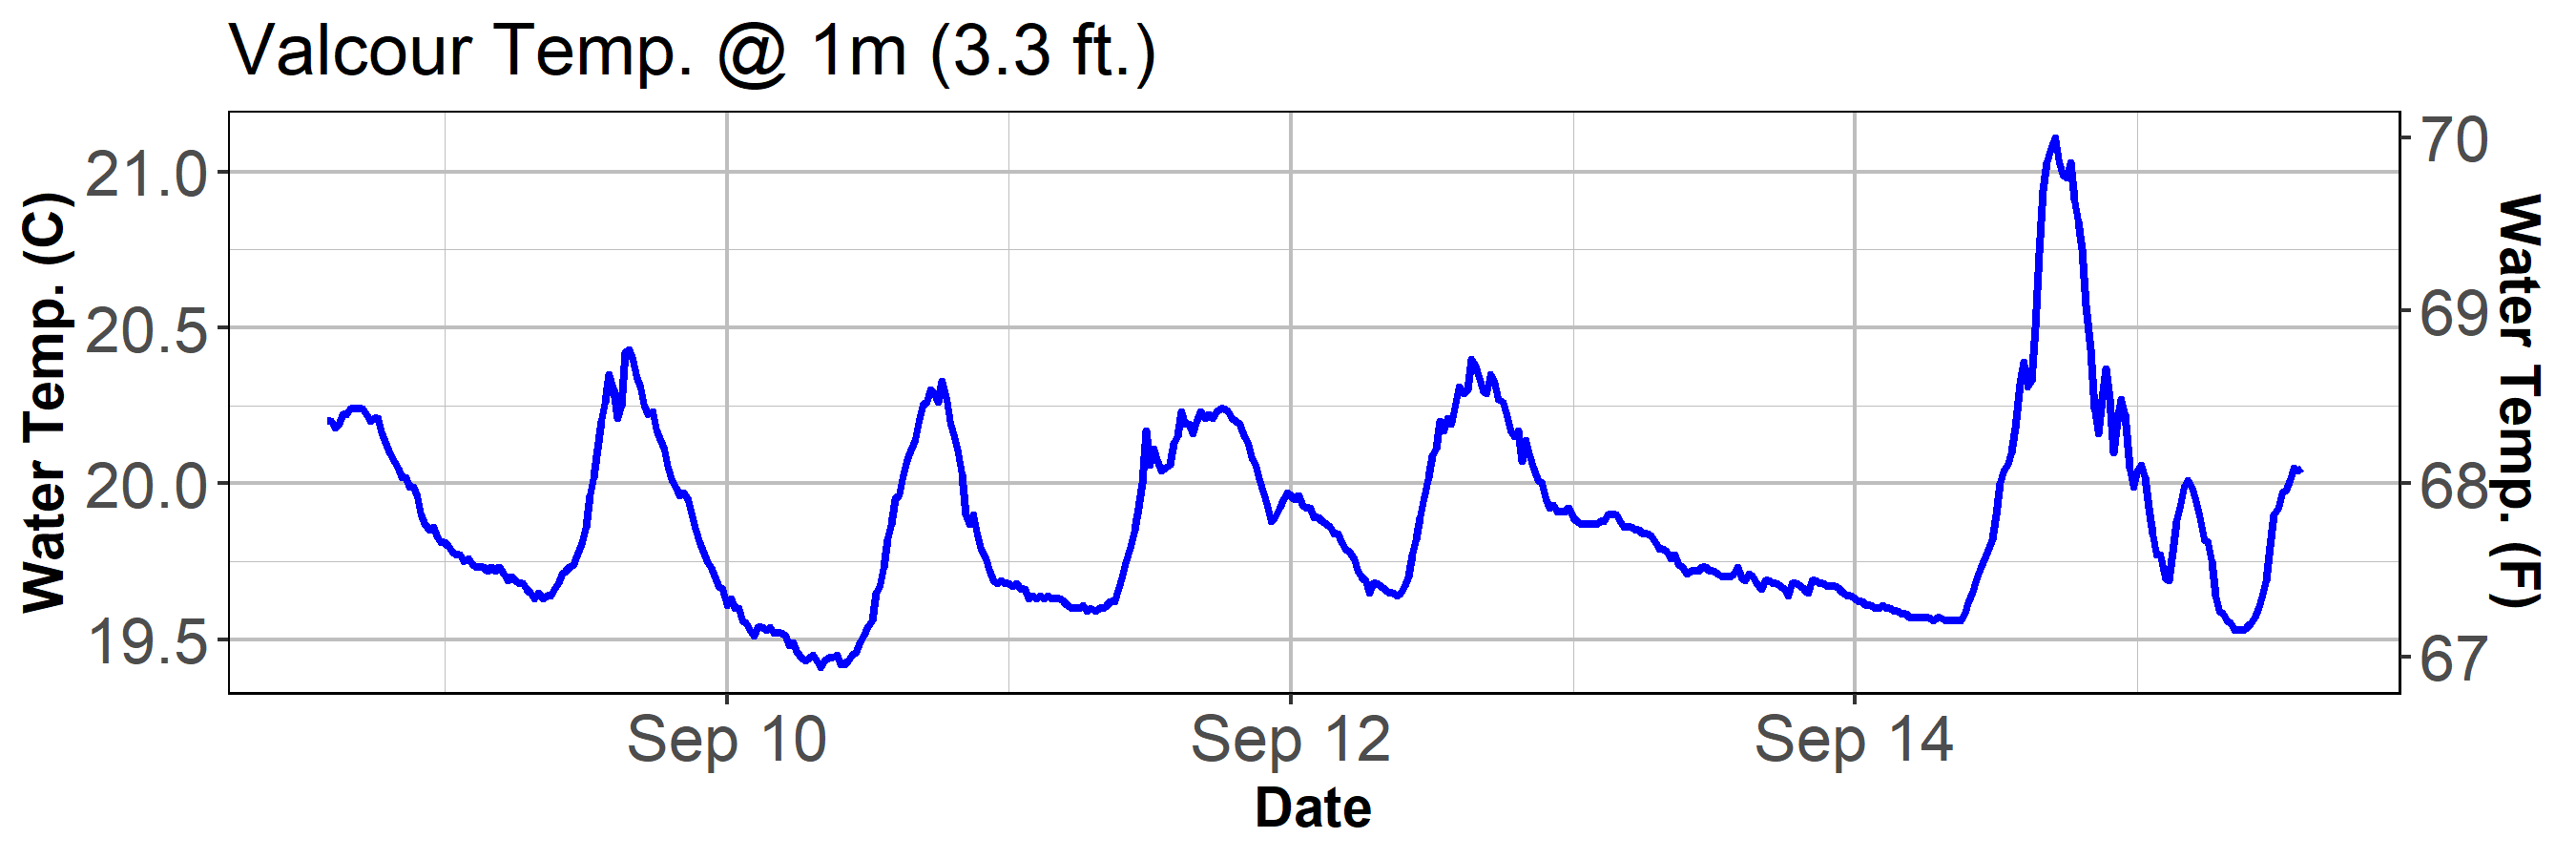 Valcour Temp. @ 1m (3.3 ft.)
Water Temp. (C)
21.0
20.5
20.0
19.5
70
69
68
67
Water Temp. (F)
Sep 10
Sep 12
Sep 14
Date